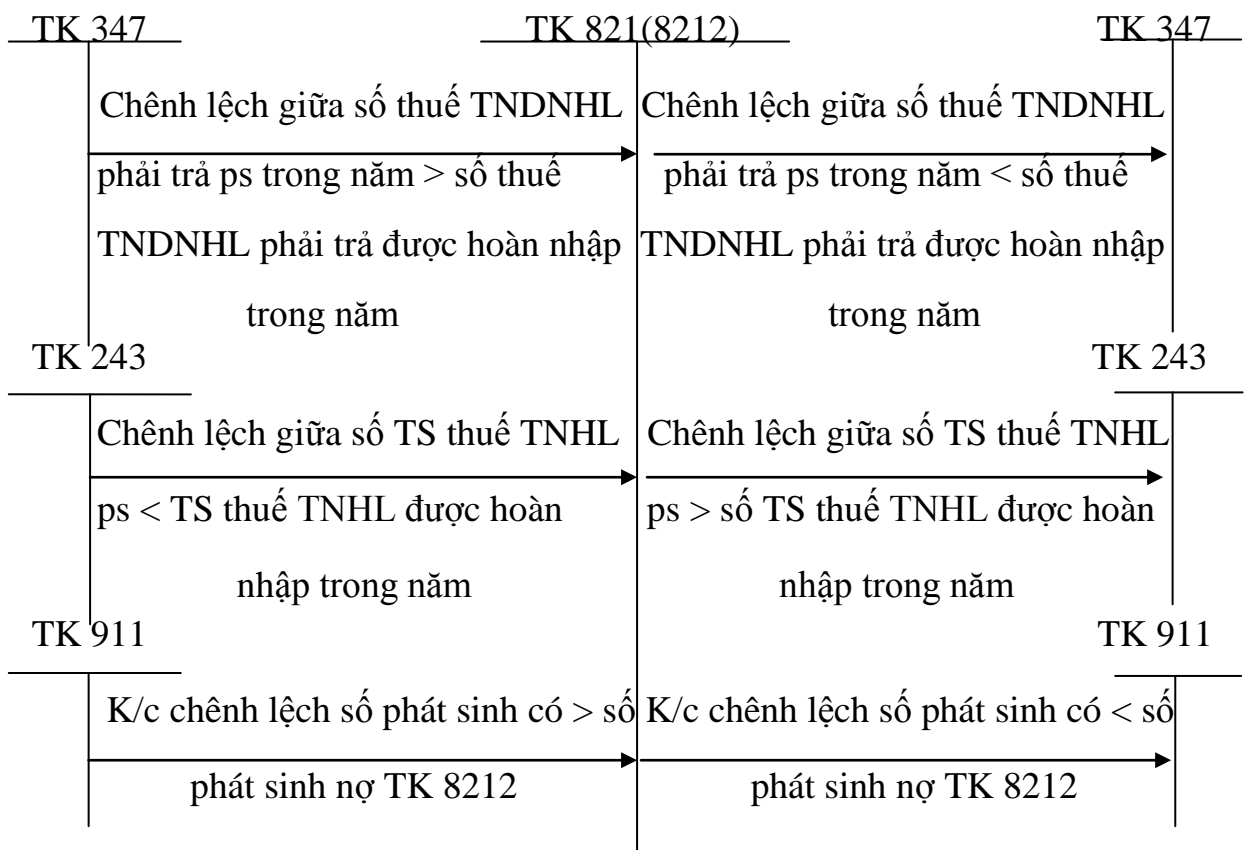 TK 347 TK 821(8212) TK 347
Chênh lệch giữa số thuế TNDNHL Chênh lệch giữa số thuế TNDNHL
phải trả ps trong năm > số thuế phải trả ps trong năm < số thuế
TNDNHL phải trả được hoàn nhập TNDNHL phải trả được hoàn nhập
trong năm trong năm
TK 243 TK 243
Chênh lệch giữa số TS thuế TNHL Chênh lệch giữa số TS thuế TNHL
ps < TS thuế TNHL được hoàn ps > số TS thuế TNHL được hoàn
nhập trong năm nhập trong năm
TK 911 TK 911
K/c chênh lệch số phát sinh có > số K/c chênh lệch số phát sinh có < số
phát sinh nợ TK 8212 phát sinh nợ TK 8212